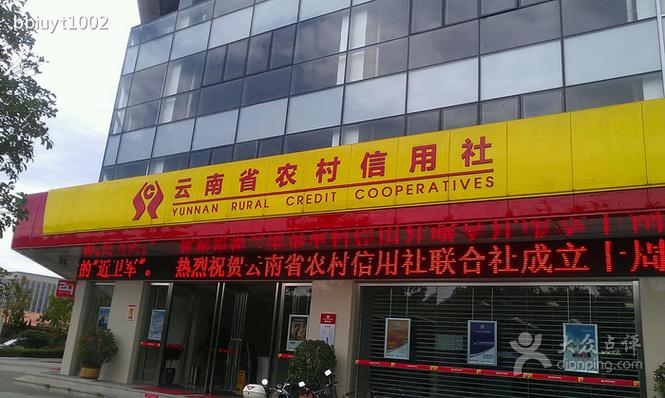 bbiuyt1002
云南省农村信用社
YUNNAN RURAL CREDIT COOPERATIVES
的"近卫军"。 热烈祝贺云南省农村信用社联合社成立十周
24
大众点评
dianping.com